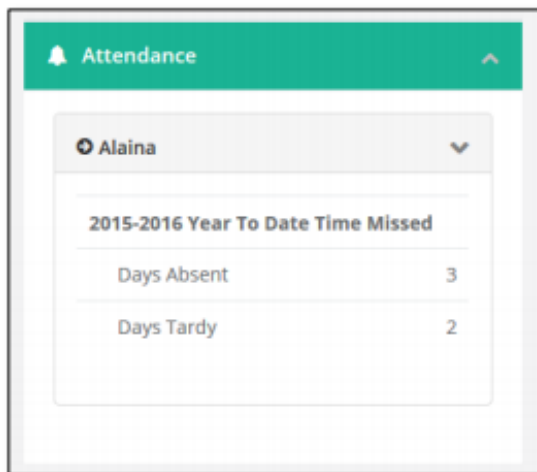 Attendance
Alaina
2015-2016 Year To Date Time Missed
Days Absent 3
Days Tardy 2